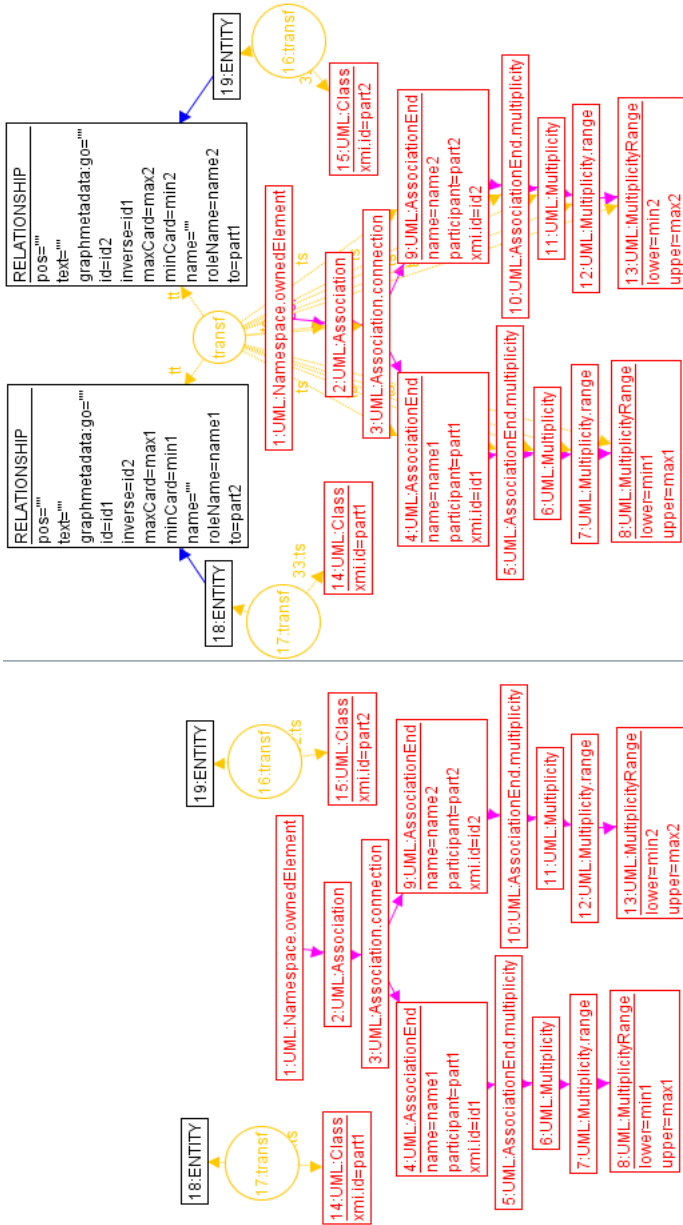 18:ENTITY
19:ENTITY
17:transf
16:transf
:ts
14:UML:Class
xmi.id=part1
1:UML:Namespace.ownedElement
2:UML:Association
3:UML:Association.connection
15:UML:Class
xmi.id=part2
4:UML:AssociationEnd
name=name1
participant=part1
xmi.id=id1
9:UML:AssociationEnd
name=name2
participant=part2
xmi.id=id2
5:UML:AssociationEnd.multiplicity
10:UML:AssociationEnd.multiplicity
6:UML:Multiplicity
11:UML:Multiplicity
7:UML:Multiplicity.range
12:UML:Multiplicity.range
8:UML:MultiplicityRange
lower=min1
upper=max1
13:UML:MultiplicityRange
lower=min2
upper=max2
RELATIONSHIP
pos=""
text=""
graphmetadata:go=""
id=id1
inverse=id2
maxCard=max1
minCard=min1
name=""
roleName=name1
to=part2
RELATIONSHIP
pos=""
text=""
graphmetadata:go=""
id=id2
inverse=id1
maxCard=max2
minCard=min2
name=""
roleName=name2
to=part1
tt
tt
18:ENTITY
transf
19:ENTITY
17:transf
16:transf
33:ts
ts
ts
14:UML:Class
xmi.id=part1
1:UML:Namespace.ownedElement
2:UML:Association
3:UML:Association.connection
15:UML:Class
xmi.id=part2
ts
ts
4:UML:AssociationEnd
name=name1
participant=part1
xmi.id=id1
9:UML:AssociationEnd
name=name2
participant=part2
xmi.id=id2
5:UML:AssociationEnd.multiplicity
10:UML:AssociationEnd.multiplicity
6:UML:Multiplicity
11:UML:Multiplicity
7:UML:Multiplicity.range
12:UML:Multiplicity.range
8:UML:MultiplicityRange
lower=min1
upper=max1
13:UML:MultiplicityRange
lower=min2
upper=max2